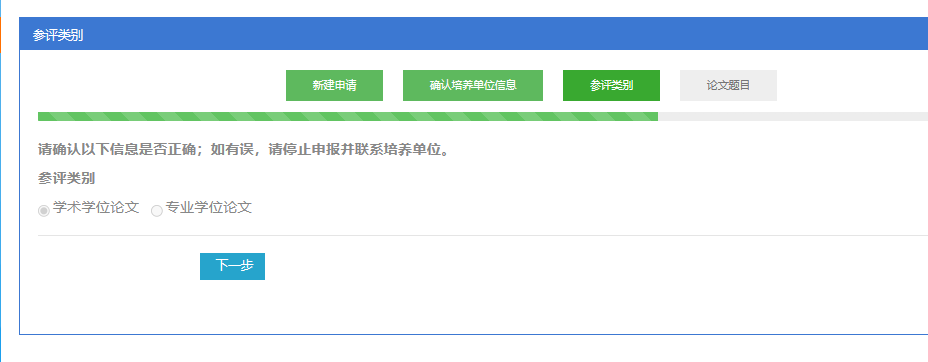 参评类别
新建申请 确认培养单位信息 参评类别 论文题目
请确认以下信息是否正确；如有误，请停止申报并联系培养单位。
参评类别
学术学位论文 专业学位论文
下一步